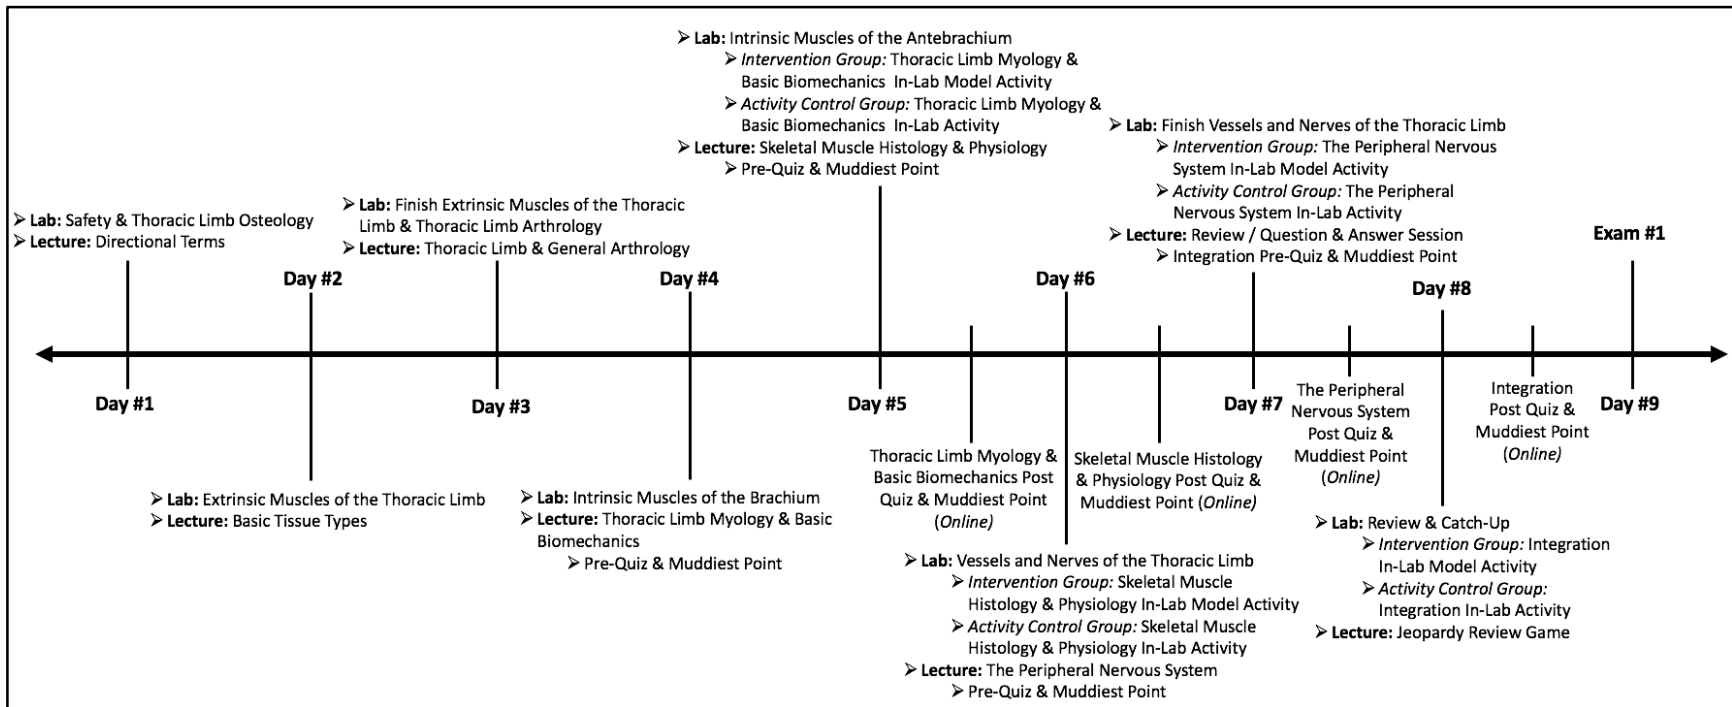 ➢ Lab: Safety & Thoracic Limb Osteology
➢ Lecture: Directional Terms
Day #1
Day #2
➢ Lab: Extrinsic Muscles of the Thoracic Limb
➢ Lecture: Basic Tissue Types
➢ Lab: Finish Extrinsic Muscles of the Thoracic
Limb & Thoracic Limb Arthrology
➢ Lecture: Thoracic Limb & General Arthrology
Day #3
Day #4
➢ Lab: Intrinsic Muscles of the Brachium
➢ Lecture: Thoracic Limb Myology & Basic
Biomechanics
➢ Pre-Quiz & Muddiest Point
➢ Lab: Intrinsic Muscles of the Antebrachium
➢ Intervention Group: Thoracic Limb Myology &
Basic Biomechanics In-Lab Model Activity
➢ Activity Control Group: Thoracic Limb Myology &
Basic Biomechanics In-Lab Activity
➢ Lecture: Skeletal Muscle Histology & Physiology
➢ Pre-Quiz & Muddiest Point
Day #5
Thoracic Limb Myology &
Basic Biomechanics Post
Quiz & Muddiest Point
(Online)
Day #6
➢ Lab: Vessels and Nerves of the Thoracic Limb
➢ Intervention Group: Skeletal Muscle
Histology & Physiology In-Lab Model Activity
➢ Activity Control Group: Skeletal Muscle
Histology & Physiology In-Lab Activity
➢ Lecture: The Peripheral Nervous System
➢ Pre-Quiz & Muddiest Point
Skeletal Muscle Histology
& Physiology Post Quiz &
Muddiest Point (Online)
➢ Lab: Finish Vessels and Nerves of the Thoracic Limb
➢ Intervention Group: The Peripheral Nervous
System In-Lab Model Activity
➢ Activity Control Group: The Peripheral
Nervous System In-Lab Activity
➢ Lecture: Review / Question & Answer Session
➢ Integration Pre-Quiz & Muddiest Point
Day #7
The Peripheral
Nervous System
Post Quiz &
Muddiest Point
(Online)
Day #8
➢ Lab: Review & Catch-Up
➢ Intervention Group: Integration
In-Lab Model Activity
➢ Activity Control Group:
Integration In-Lab Activity
➢ Lecture: Jeopardy Review Game
Integration
Post Quiz &
Muddiest Point
(Online)
Exam #1
Day #9